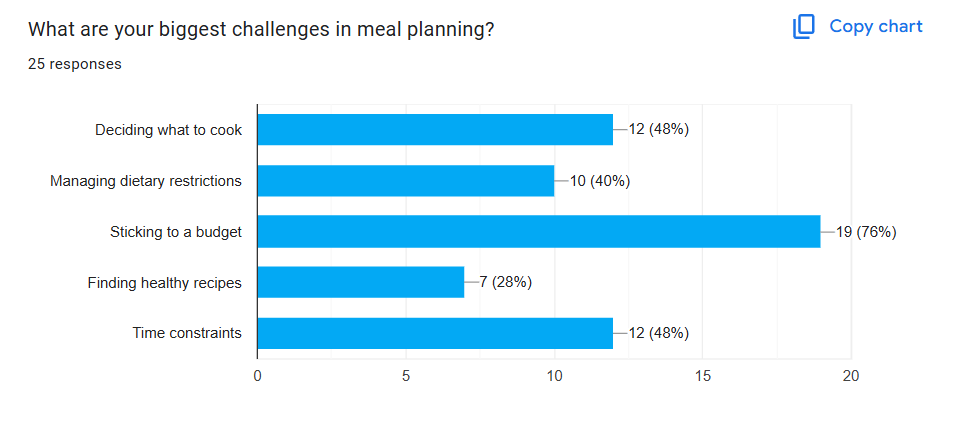 What are your biggest challenges in meal planning?
Copy chart
25 responses
Deciding what to cook
12 (48%)
Managing dietary restrictions
10 (40%)
Sticking to a budget
19 (76%)
Finding healthy recipes
7 (28%)
Time constraints
12 (48%)
0 5 10 15 20